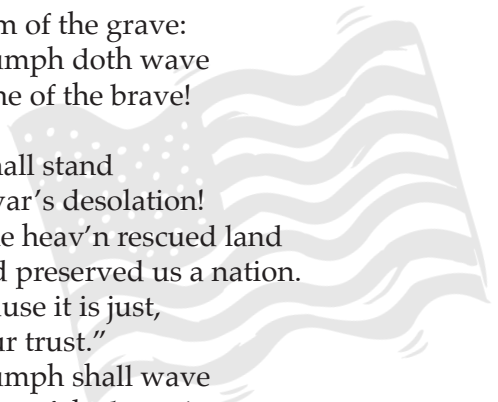 m of the grave:
umph doth wave
ne of the brave!
hall stand
var's desolation!
e heav'n rescued land
d preserved us a nation.
use it is just,
ur trust."
umph shall wave